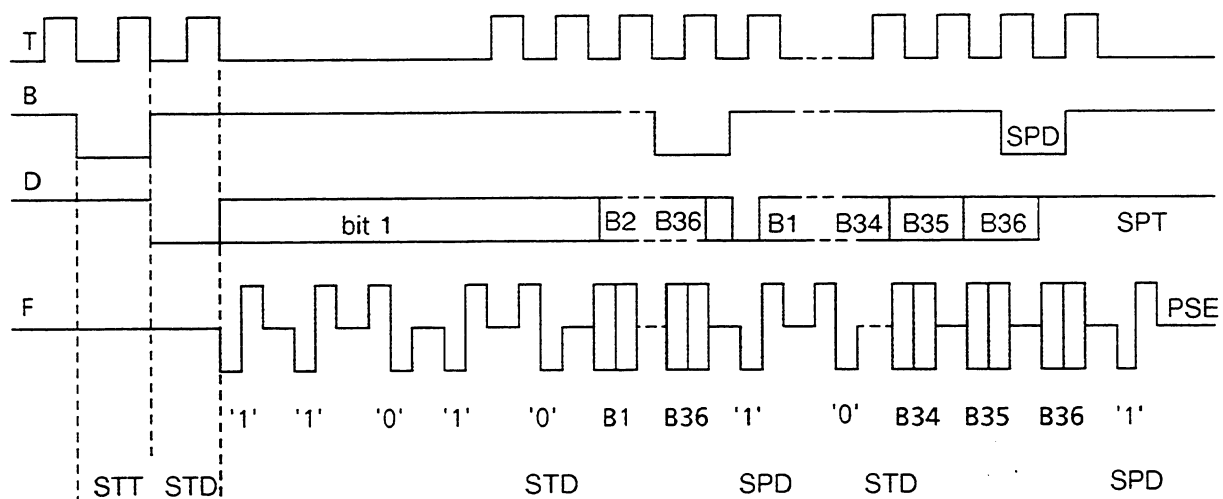 T
B
SPD
D
bit 1 B2 B36 B1 B34 B35 B36 SPT
F PSE
'1' '1' '0' '1' '0' B1 B36 '1' '0' B34 B35 B36 '1'
STT STD STD SPD STD SPD